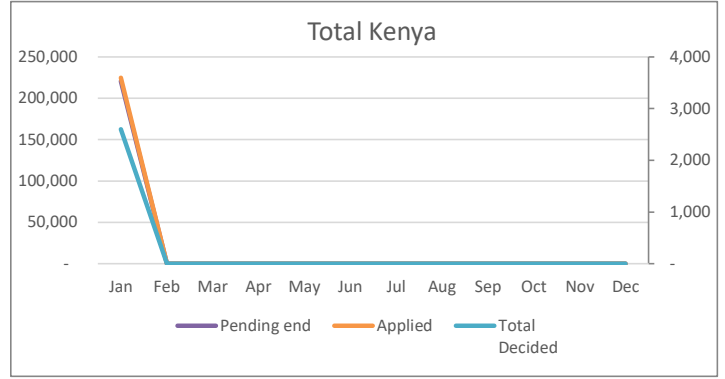 Total Kenya
250,000 4,000
200,000 3,000
150,000 2,000
100,000
50,000 1,000
- -
Jan Feb Mar Apr May Jun Jul Aug Sep Oct Nov Dec
Pending end Applied Total
Decided